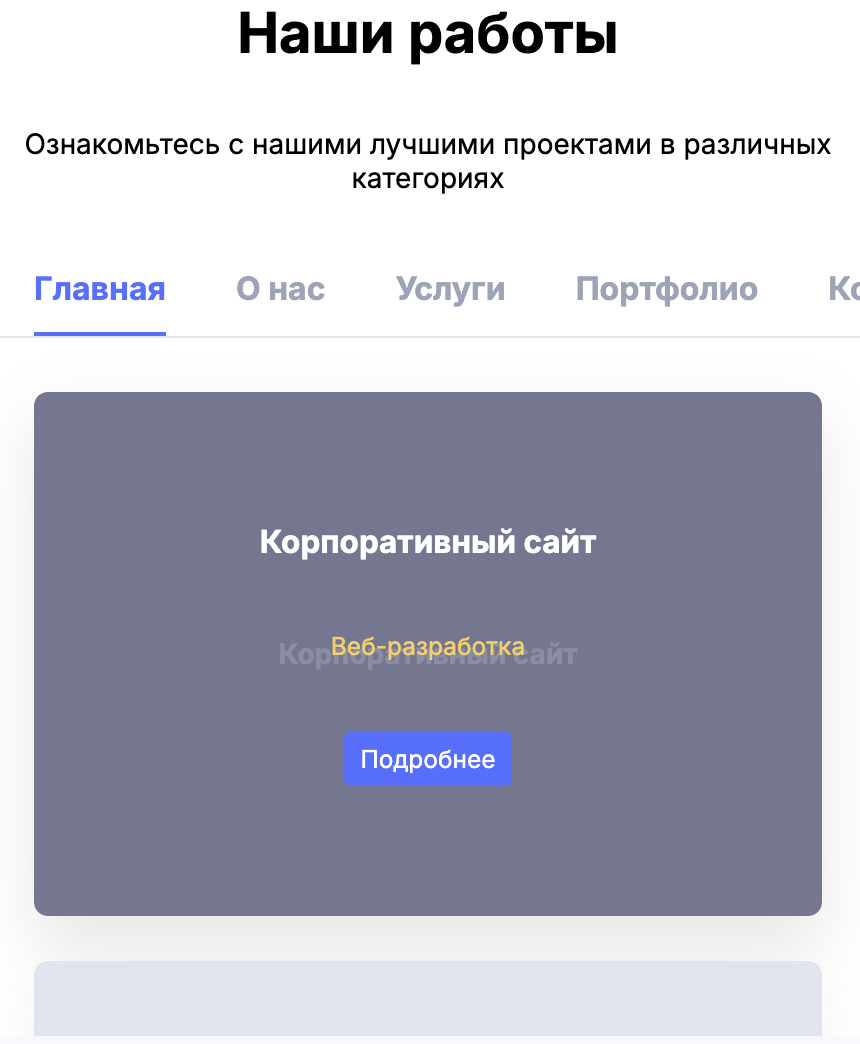 Наши работы
Ознакомьтесь с нашими лучшими проектами в различных
категориях
Главная О нас Услуги Портфолио
Корпоративный сайт
Веб-разработка
Корпоративный сайт
Подробнее